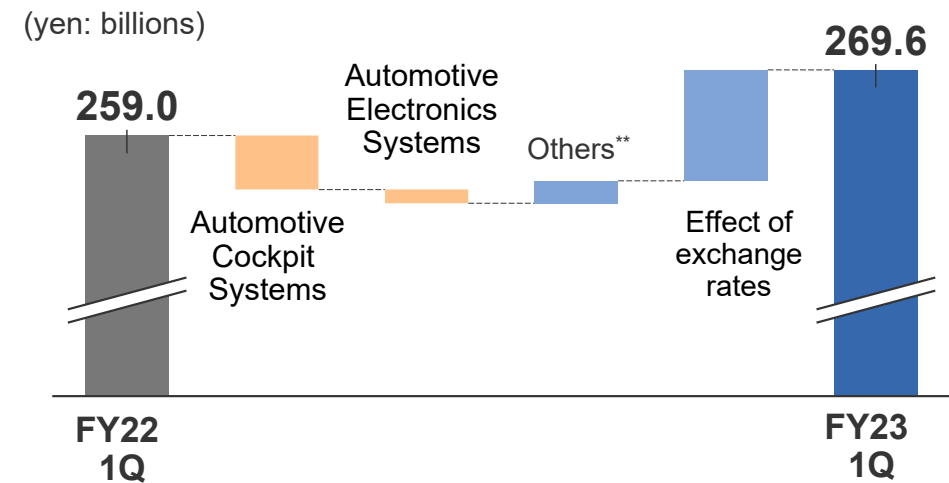 (yen: billions)
259.0
Automotive
Cockpit
Systems
Automotive
Electronics
Systems
Others**
Effect of
exchange
rates
269.6
FY22
1Q
FY23
1Q